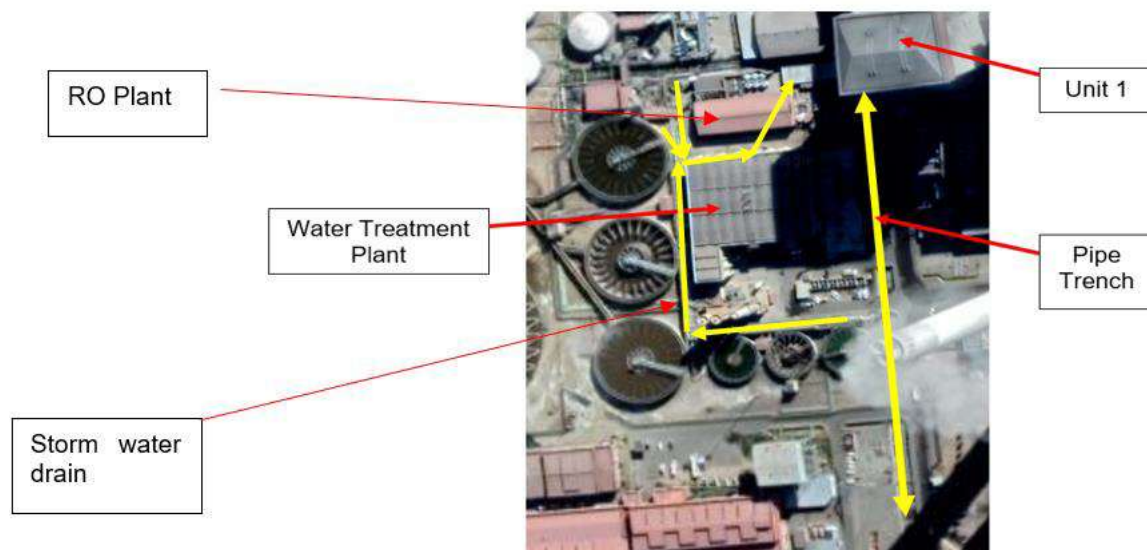 RO Plant
Unit 1
Water Treatment
Plant
Pipe
Trench
Storm water
drain